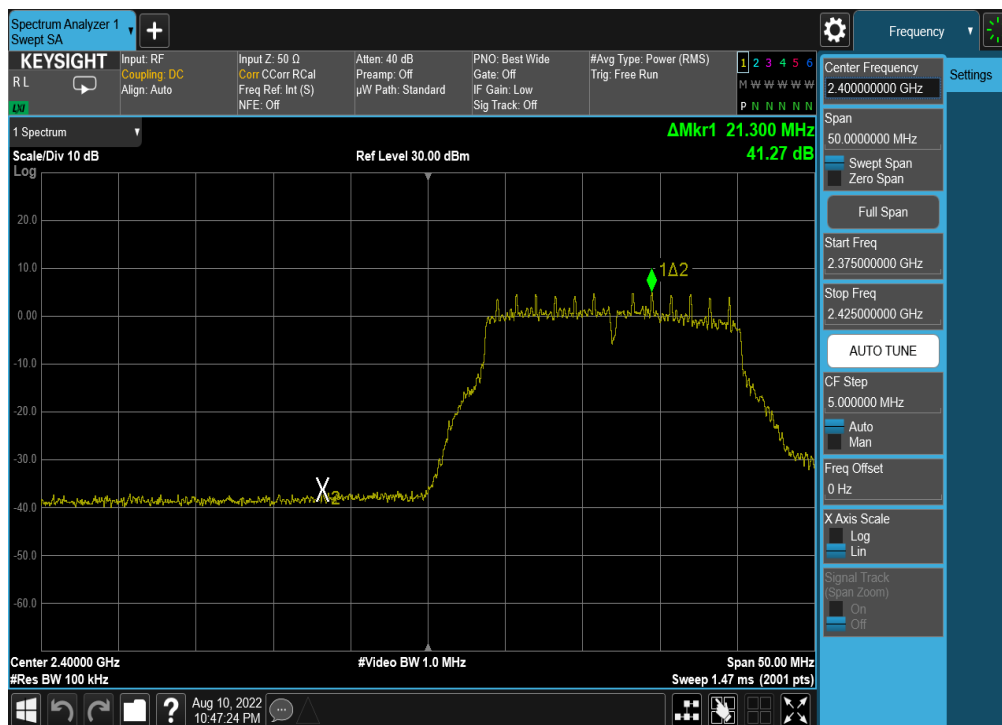 Spectrum Analyzer 1
Swept SA
Frequency
KEYSIGHT
R L
LXI
Input: RF
Coupling: DC
Align: Auto
Input Z: 50 Ω
Corr CCorr RCal
Freq Ref: Int (S)
NFE: Off
Atten: 40 dB
Preamp: Off
µW Path: Standard
PNO: Best Wide
Gate: Off
IF Gain: Low
Sig Track: Off
#Avg Type: Power (RMS)
Trig: Free Run
1 2 3 4 5 6
M W W W W W
P N N N N N
1 Spectrum
Scale/Div 10 dB
Log
Ref Level 30.00 dBm
ΔMkr1 21.300 MHz
41.27 dB
20.0
10.0
0.00
-10.0
-20.0
-30.0
-40.0
-50.0
-60.0
1Δ2
X2
Center 2.40000 GHz
#Res BW 100 kHz
#Video BW 1.0 MHz
Span 50.00 MHz
Sweep 1.47 ms (2001 pts)
Center Frequency
2.400000000 GHz
Settings
Span
50.0000000 MHz
Swept Span
Zero Span
Full Span
Start Freq
2.375000000 GHz
Stop Freq
2.425000000 GHz
AUTO TUNE
CF Step
5.000000 MHz
Auto
Man
Freq Offset
0 Hz
X Axis Scale
Log
Lin
Signal Track
(Span Zoom)
On
Off
?
Aug 10, 2022
10:47:24 PM